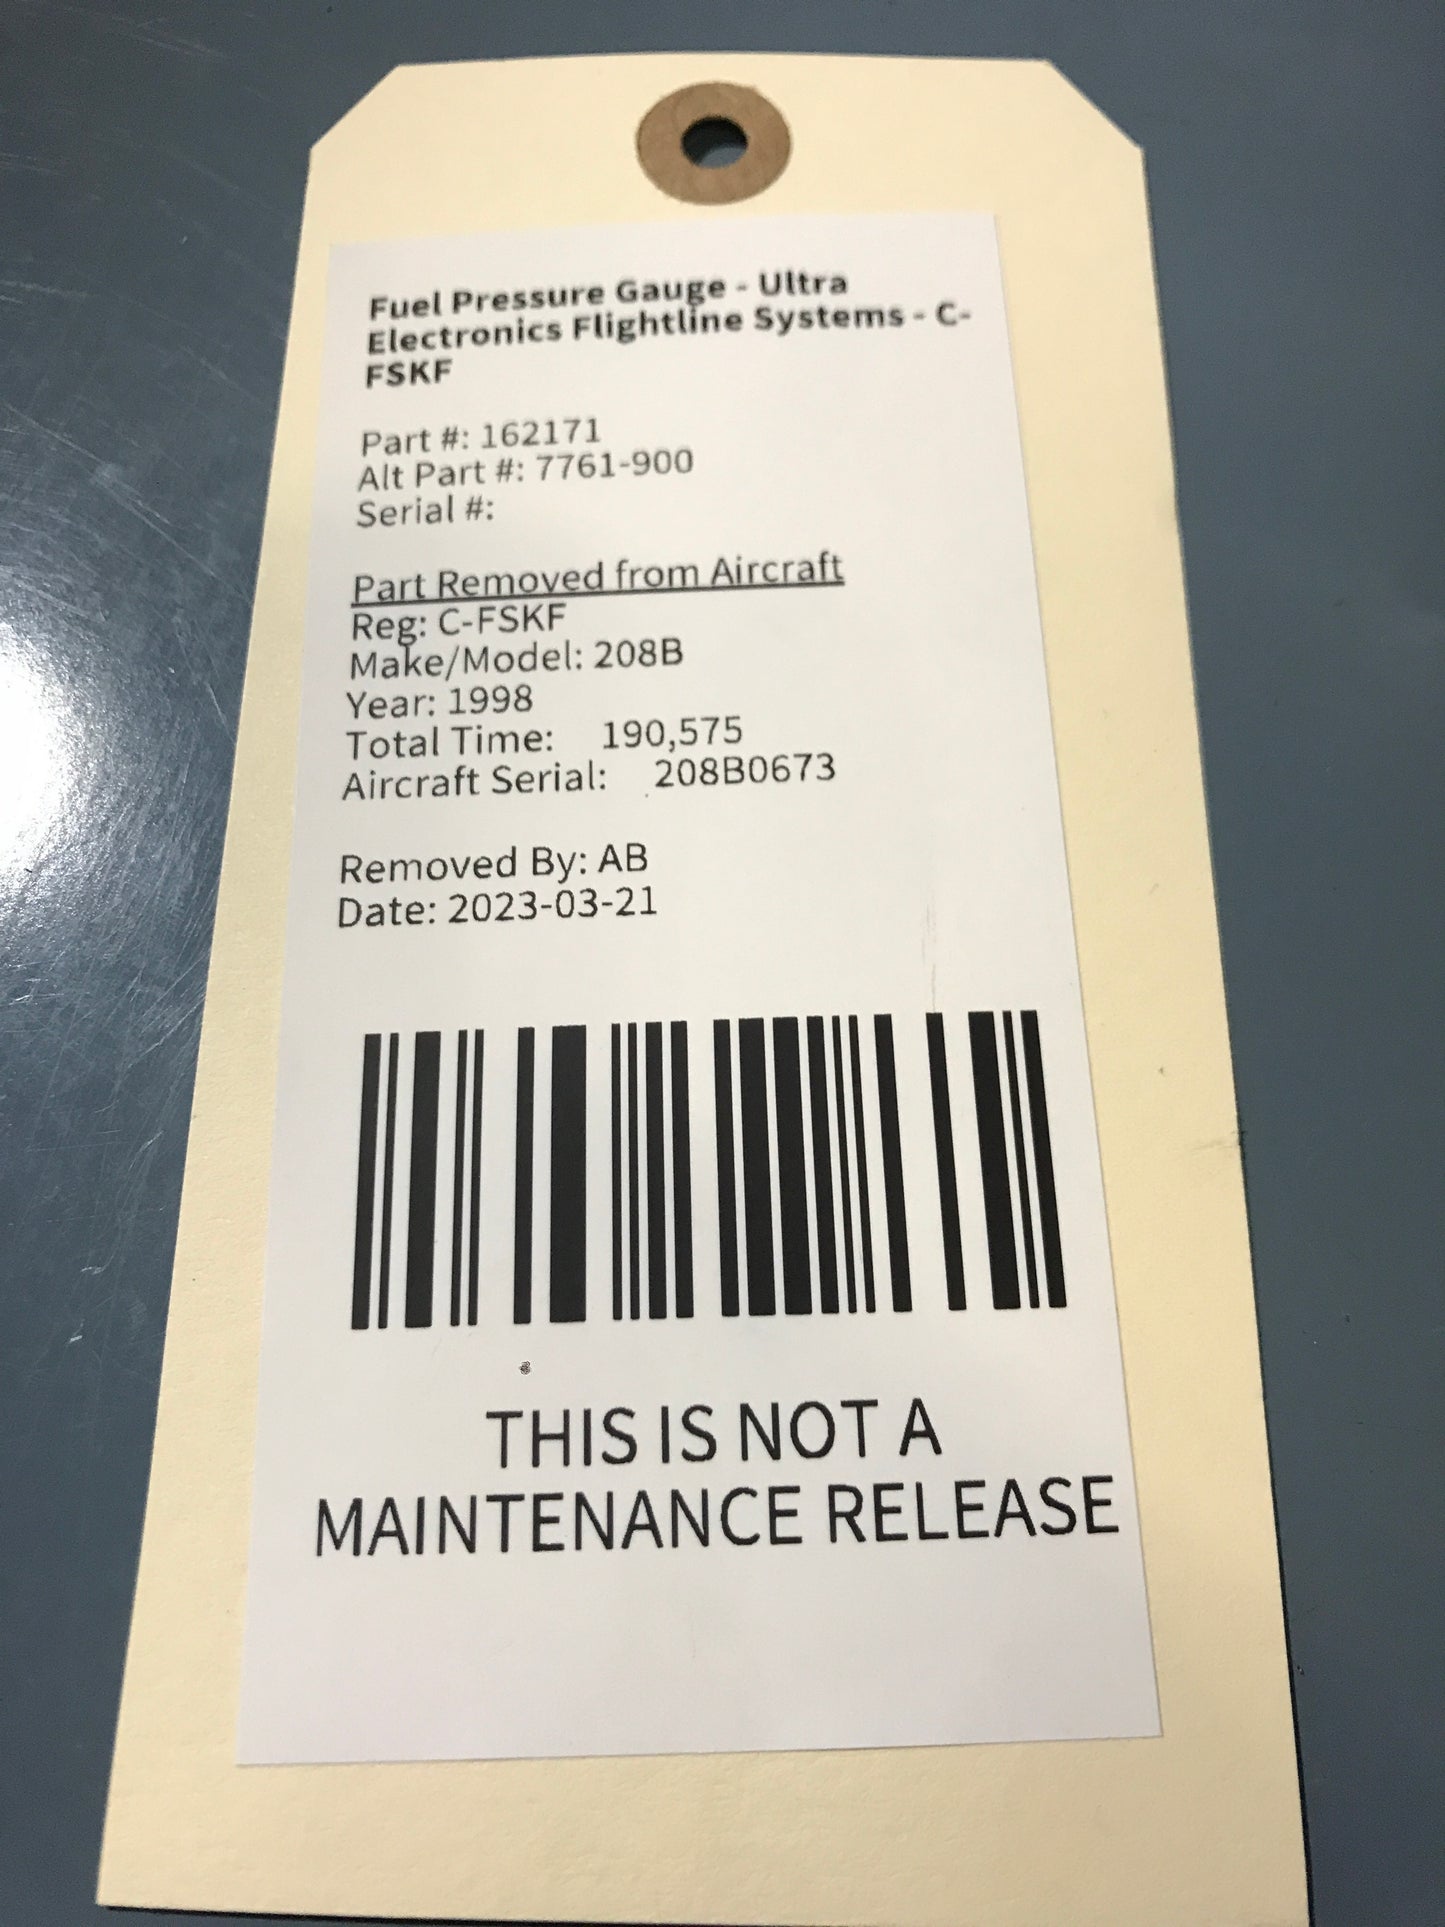 Fuel Pressure Gauge - Ultra
Electronics Flightline Systems - C-
FSKF
Part #: 162171
Alt Part #: 7761-900
Serial #:
Part Removed from Aircraft
Reg: C-FSKF
Make/Model: 208B
Year: 1998
Total Time: 190,575
Aircraft Serial: 208B0673
Removed By: AB
Date: 2023-03-21
THIS IS NOT A
MAINTENANCE RELEASE